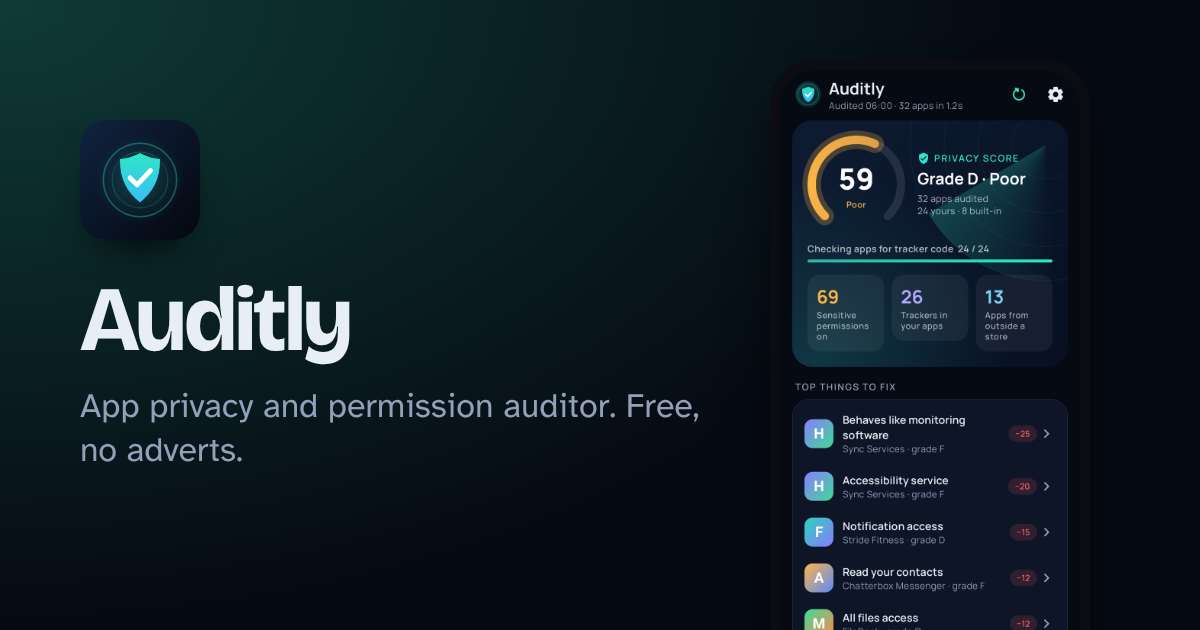 Auditly
App privacy and permission auditor. Free,
no adverts.
Auditly
Audited 06:00 · 32 apps in 1.2s
59
Poor
PRIVACY SCORE
Grade D · Poor
32 apps audited
24 yours · 8 built-in
Checking apps for tracker code 24 / 24
69
Sensitive
permissions
on
26
Trackers in
your apps
13
Apps from
outside a
store
TOP THINGS TO FIX
H
Behaves like monitoring
software
Sync Services · grade F
−25
H
Accessibility service
Sync Services · grade F
−20
F
Notification access
Stride Fitness · grade D
−15
A
Read your contacts
Chatterbox Messenger · grade F
−12
M
All files access
−12